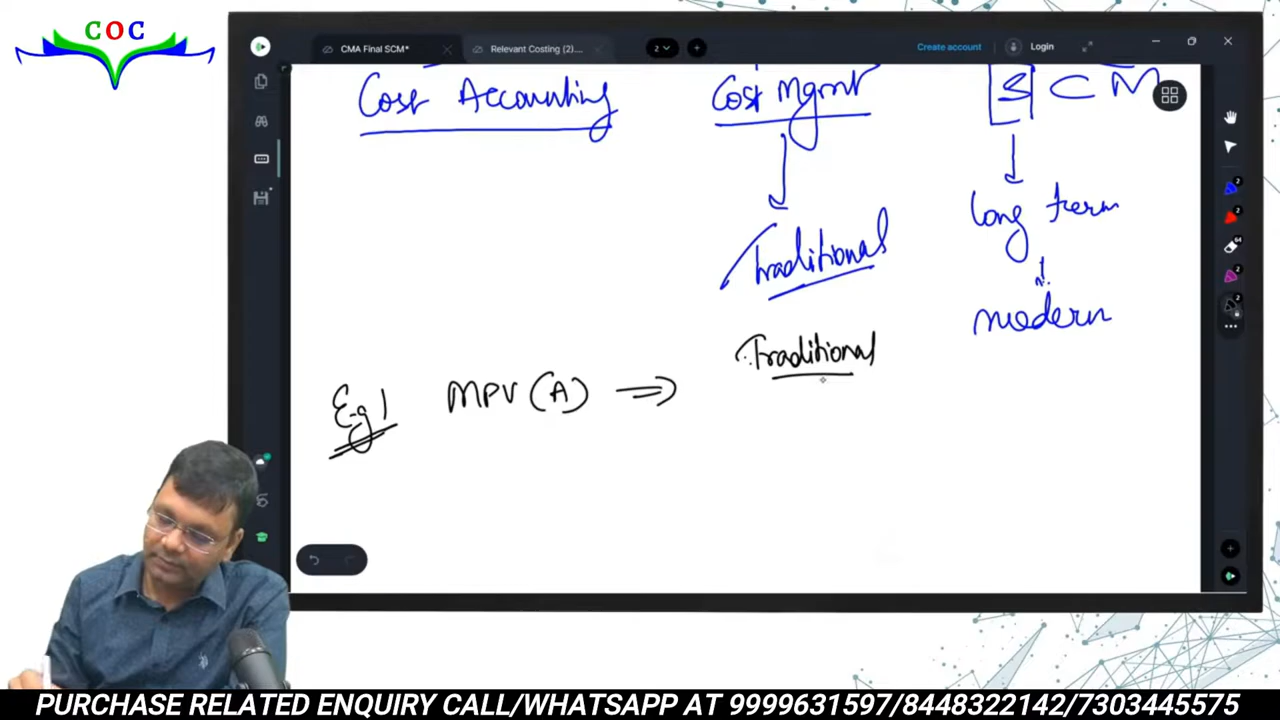 COC
CMA Final SCM*
Relevant Costing (2)....
2
Create account
Login
Cost Accounting
Cost Mgmt
S C M
Traditional
long term
modern
Traditional
Eg 1 MPV (A) ⇒
PURCHASE RELATED ENQUIRY CALL/WHATSAPP AT 9999631597/8448322142/7303445575